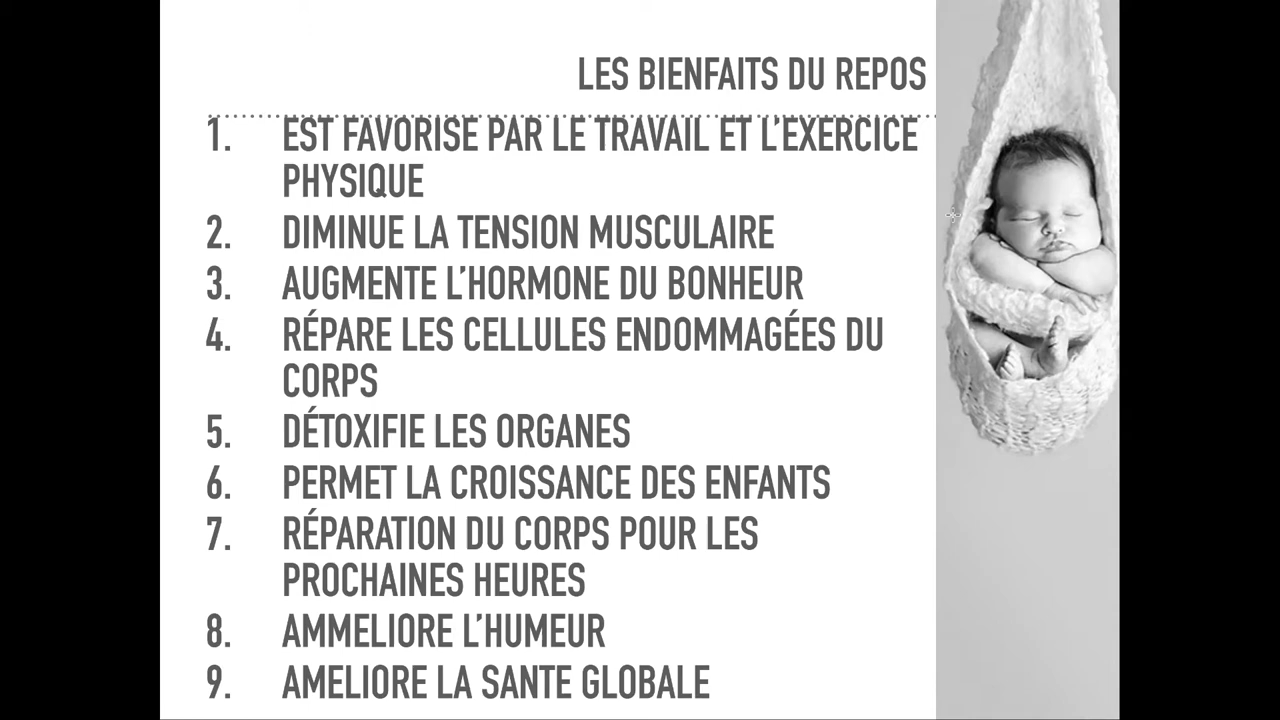 LES BIENFAITS DU REPOS
1. EST FAVORISE PAR LE TRAVAIL ET L'EXERCICE
PHYSIQUE
2. DIMINUE LA TENSION MUSCULAIRE
3. AUGMENTE L'HORMONE DU BONHEUR
4. RÉPARE LES CELLULES ENDOMMAGÉES DU
CORPS
5. DÉTOXIFIE LES ORGANES
6. PERMET LA CROISSANCE DES ENFANTS
7. RÉPARATION DU CORPS POUR LES
PROCHAINES HEURES
8. AMMELIORE L'HUMEUR
9. AMELIORE LA SANTE GLOBALE